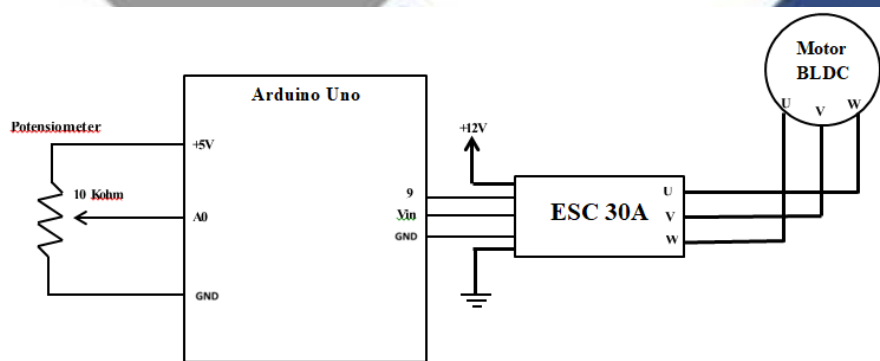 Motor
BLDC
U
V
W
Arduino Uno
Potensiometer
+5V
10 Kohm
A0
GND
9
Vin
GND
+12V
ESC 30A
U
V
W